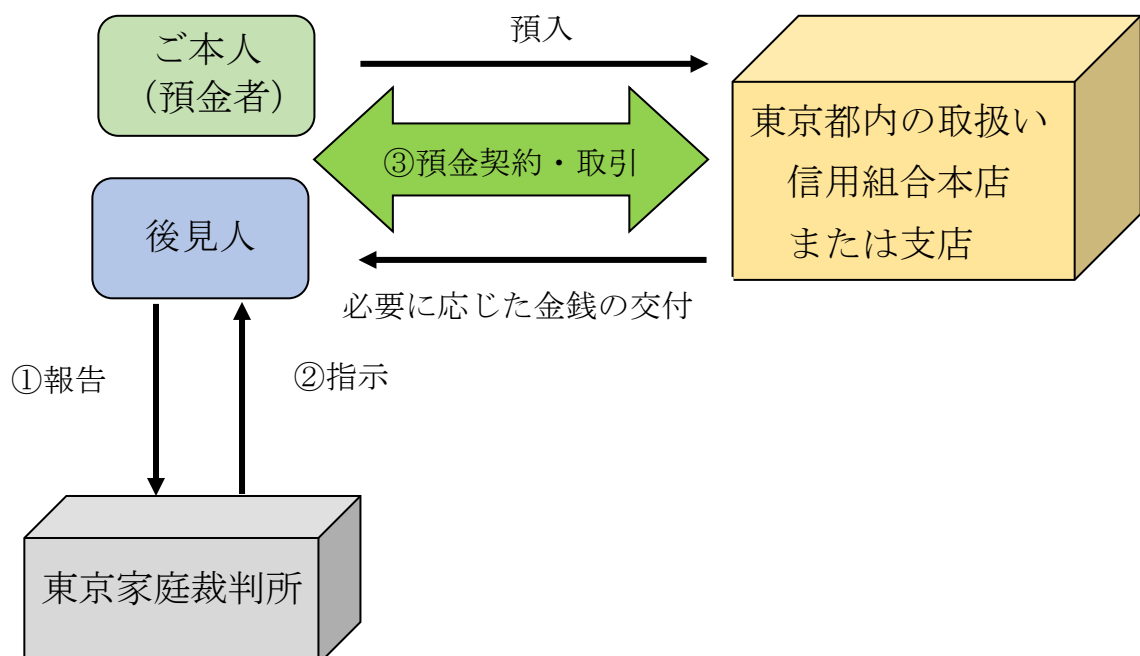 ご本人
（預金者）
預入
東京都内の取扱い
信用組合本店
または支店
③預金契約・取引
後見人
必要に応じた金銭の交付
①報告
②指示
東京家庭裁判所